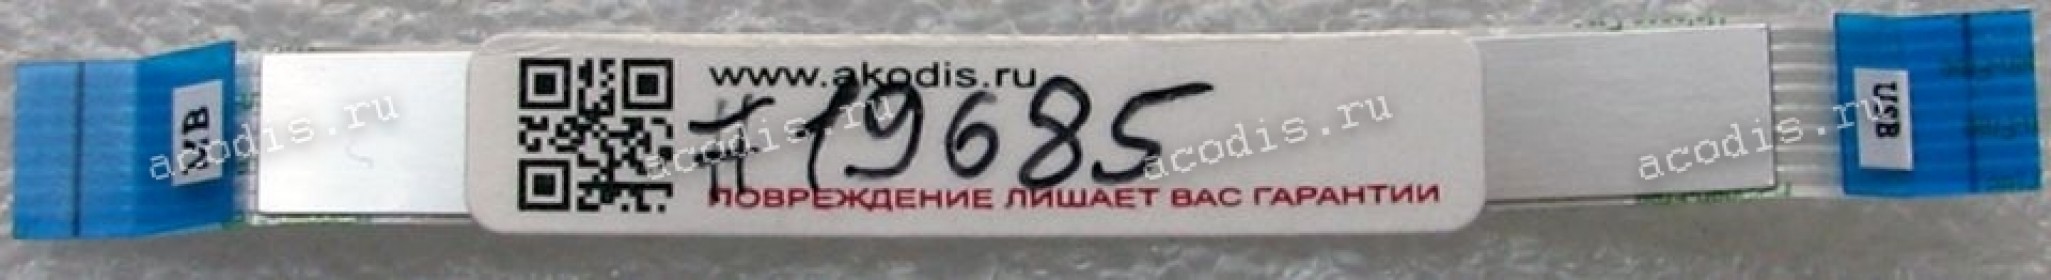 MB
www.akodis.ru
#19685
ПОВРЕЖДЕНИЕ ЛИШАЕТ ВАС ГАРАНТИИ
USB
acodis.ru
acodis.ru
acodis.ru
acodis.ru